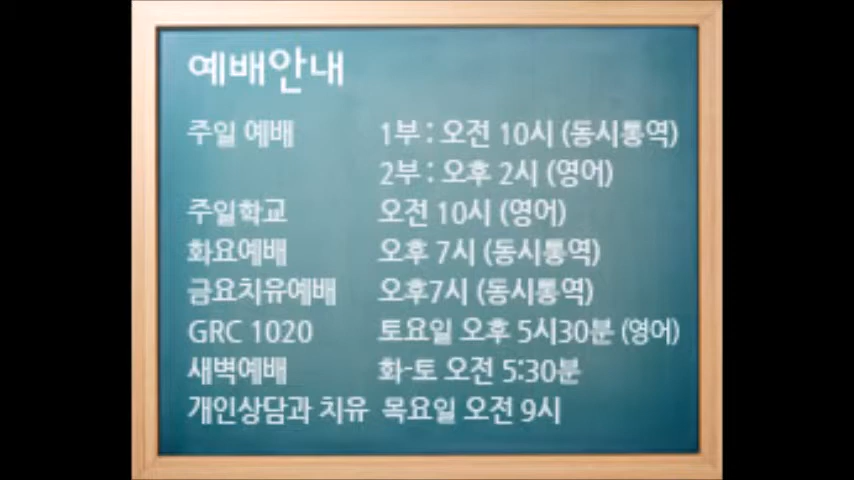 예배안내
주일 예배 1부 : 오전 10시 (동시통역)
2부 : 오후 2시 (영어)
주일학교 오전 10시 (영어)
화요예배 오후 7시 (동시통역)
금요치유예배 오후7시 (동시통역)
GRC 1020 토요일 오후 5시30분 (영어)
새벽예배 화-토 오전 5:30분
개인상담과 치유 목요일 오전 9시